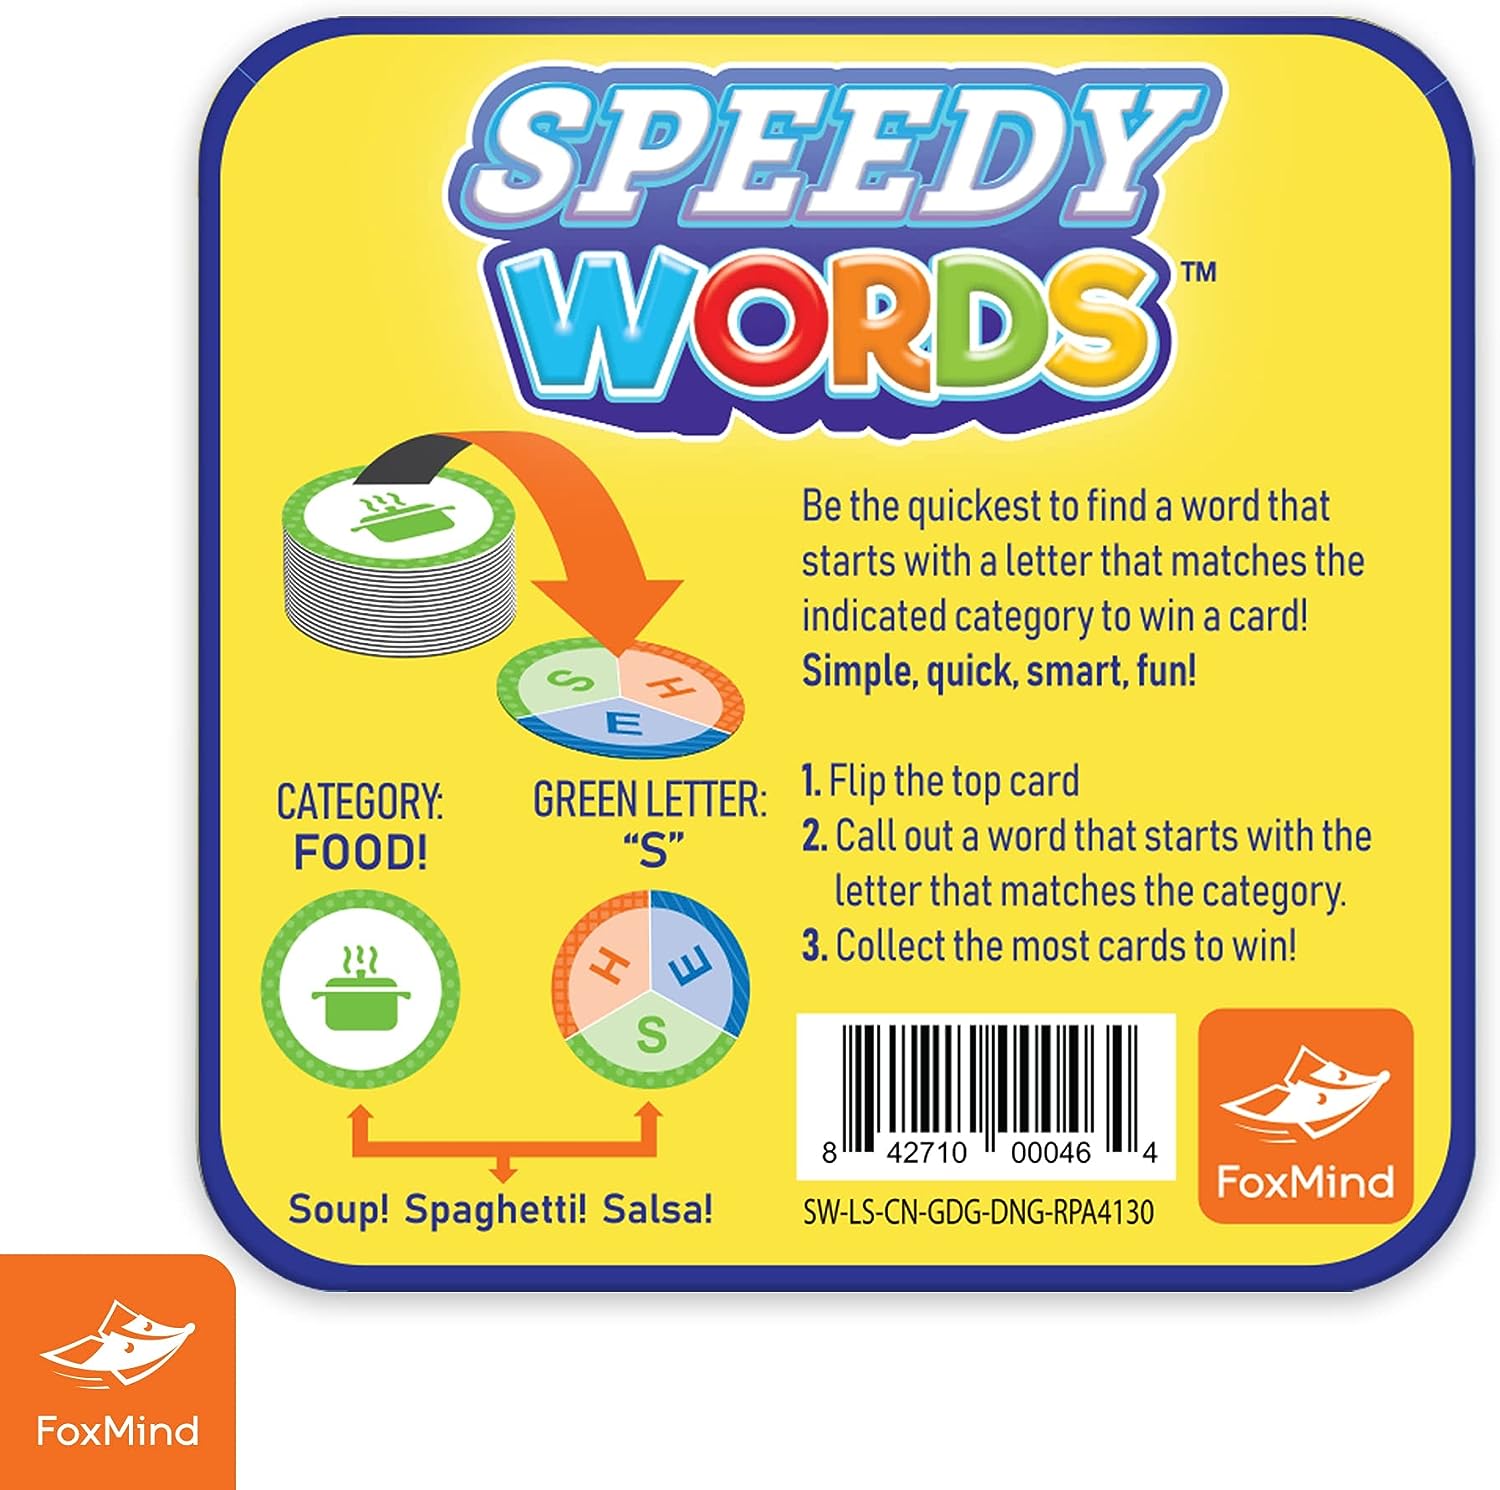 SPEEDY
WORDS™
Be the quickest to find a word that
starts with a letter that matches the
indicated category to win a card!
Simple, quick, smart, fun!
S H
E
CATEGORY:
FOOD!
GREEN LETTER:
“S”
H E
S
Soup! Spaghetti! Salsa!
1. Flip the top card
2. Call out a word that starts with the
letter that matches the category.
3. Collect the most cards to win!
8 42710 00046 4
SW-LS-CN-GDG-DNG-RPA4130
FoxMind
FoxMind